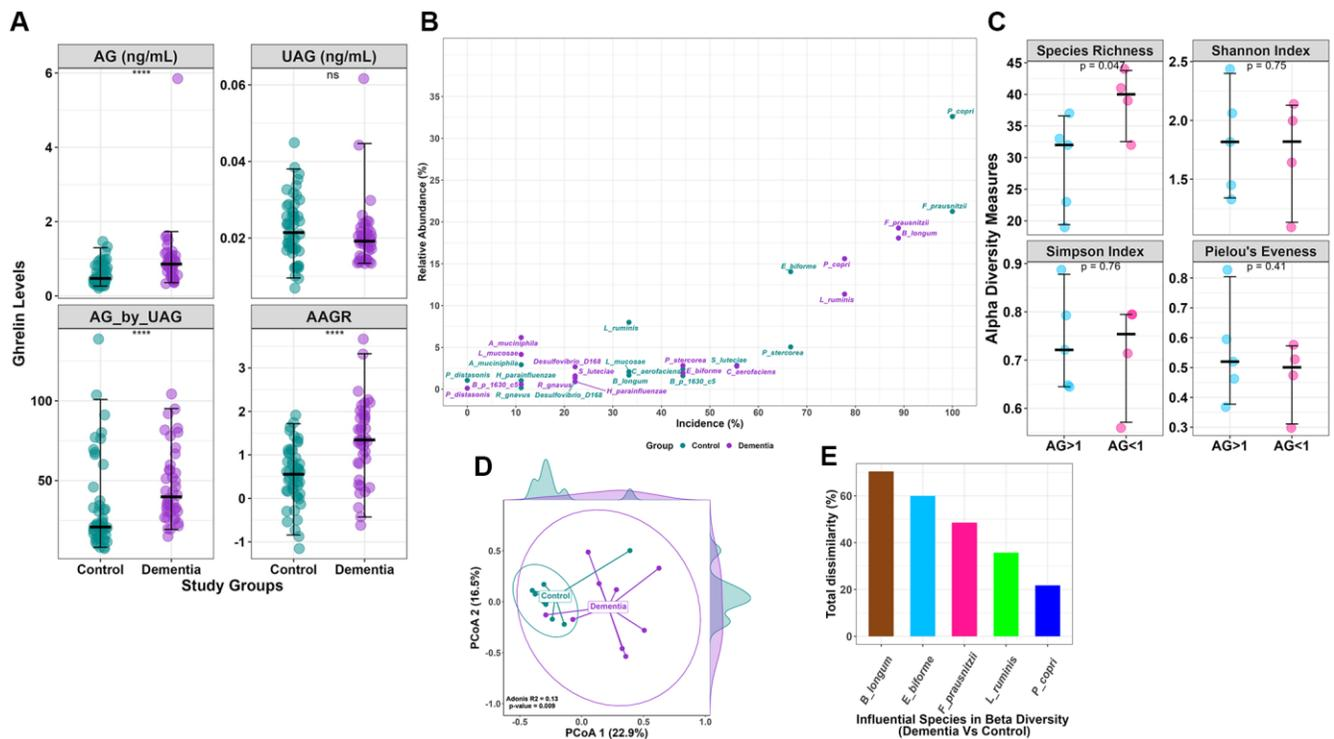 A
AG (ng/mL)
UAG (ng/mL)
****
ns
6
4
2
0
0.06
0.04
0.02
AG_by_UAG
AAGR
****
****
100
50
3
2
1
0
-1
Control
Dementia
Control
Dementia
Ghrelin Levels
Study Groups
B
Relative Abundance (%)
35
30
25
20
15
10
5
0
P_copri
F_prausnitzii
F_prausnitzii
B_longum
E_biforme
P_copri
L_ruminis
L_ruminis
A_muciniphila
L_mucosae
P_stercorea
A_muciniphila
Desulfovibrio_D168
L_mucosae
P_stercorea
S_luteciae
P_distasonis
H_parainfluenzae
S_luteciae
C_aerofaciens
E_biforme
C_aerofaciens
B_p_1630_c5
R_gnavus
B_longum
B_p_1630_c5
P_distasonis
R_gnavus
Desulfovibrio_D168
H_parainfluenzae
0
10
20
30
40
50
60
70
80
90
100
Incidence (%)
Group
Control
Dementia
C
Alpha Diversity Measures
Species Richness
Shannon Index
p = 0.047
p = 0.75
45
40
35
30
25
20
2.5
2.0
1.5
Simpson Index
Pielou's Eveness
p = 0.76
p = 0.41
0.9
0.8
0.7
0.6
0.8
0.7
0.6
0.5
0.4
0.3
AG>1
AG<1
AG>1
AG<1
D
PCoA 2 (16.5%)
0.5
0.0
-0.5
-1.0
Control
Dementia
Adonis R2 = 0.13
p-value = 0.009
-0.5
0.0
0.5
1.0
PCoA 1 (22.9%)
E
Total dissimilarity (%)
60
40
20
0
B_longum
E_biforme
F_prausnitzii
L_ruminis
P_copri
Influential Species in Beta Diversity
(Dementia Vs Control)